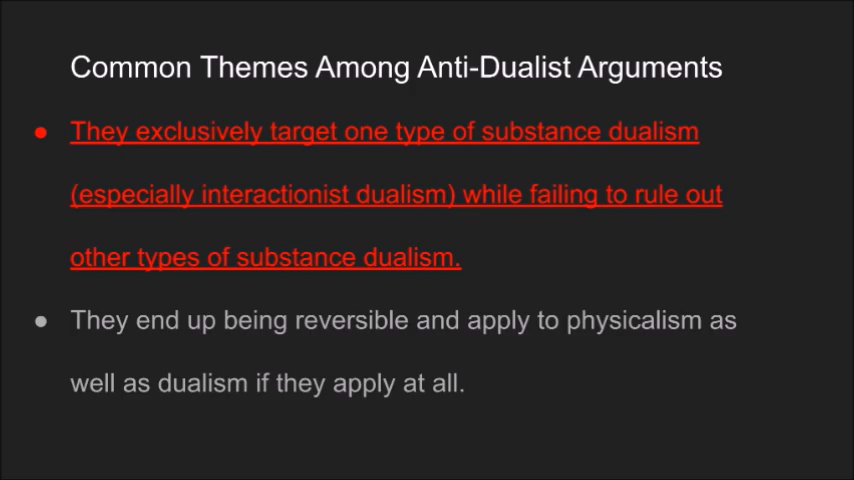 Common Themes Among Anti-Dualist Arguments
● They exclusively target one type of substance dualism
(especially interactionist dualism) while failing to rule out
other types of substance dualism.
● They end up being reversible and apply to physicalism as
well as dualism if they apply at all.